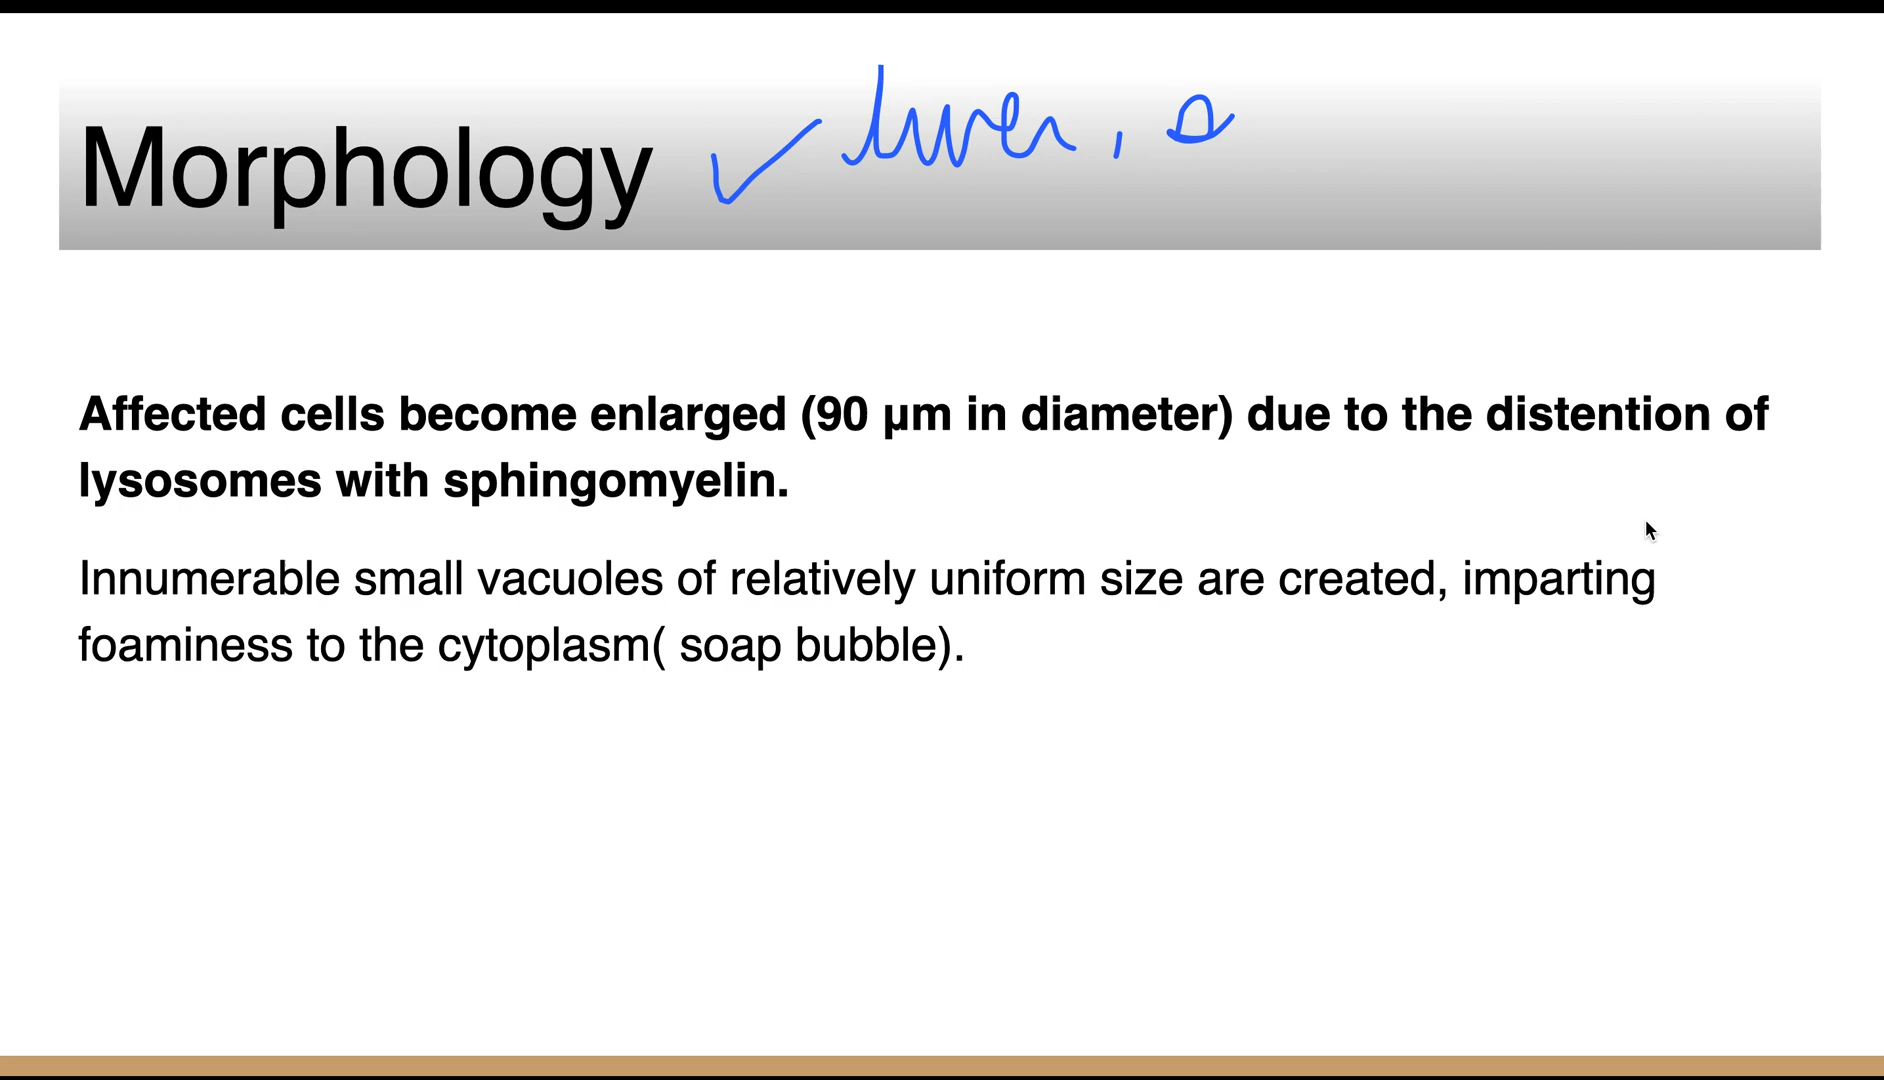 Morphology ✓ liver, s
Affected cells become enlarged (90 µm in diameter) due to the distention of
lysosomes with sphingomyelin.
Innumerable small vacuoles of relatively uniform size are created, imparting
foaminess to the cytoplasm( soap bubble).